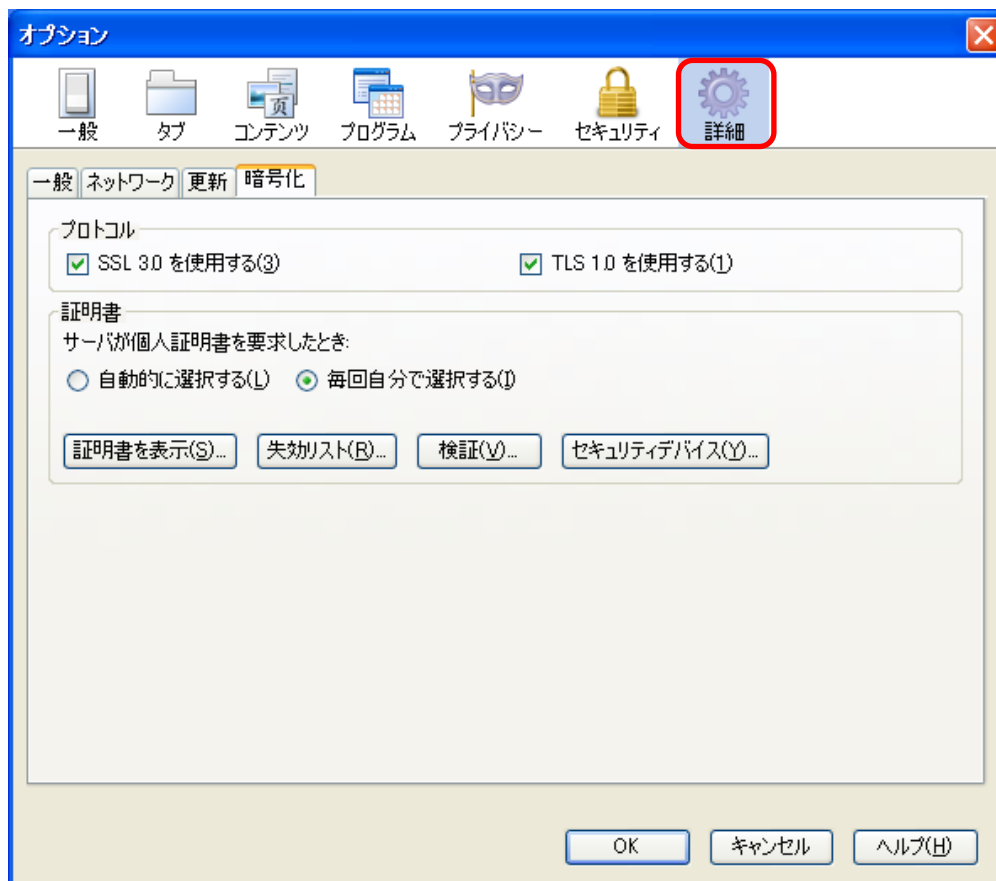 オプション
一般 タブ コンテンツ プログラム プライバシー セキュリティ 詳細
一般 ネットワーク 更新 暗号化
プロトコル
SSL 3.0 を使用する(3) TLS 1.0 を使用する(1)
証明書
サーバが個人証明書を要求したとき:
自動的に選択する(L) 毎回自分で選択する(I)
証明書を表示(S)... 失効リスト(R)... 検証(V)... セキュリティデバイス(Y)...
OK キャンセル ヘルプ(H)